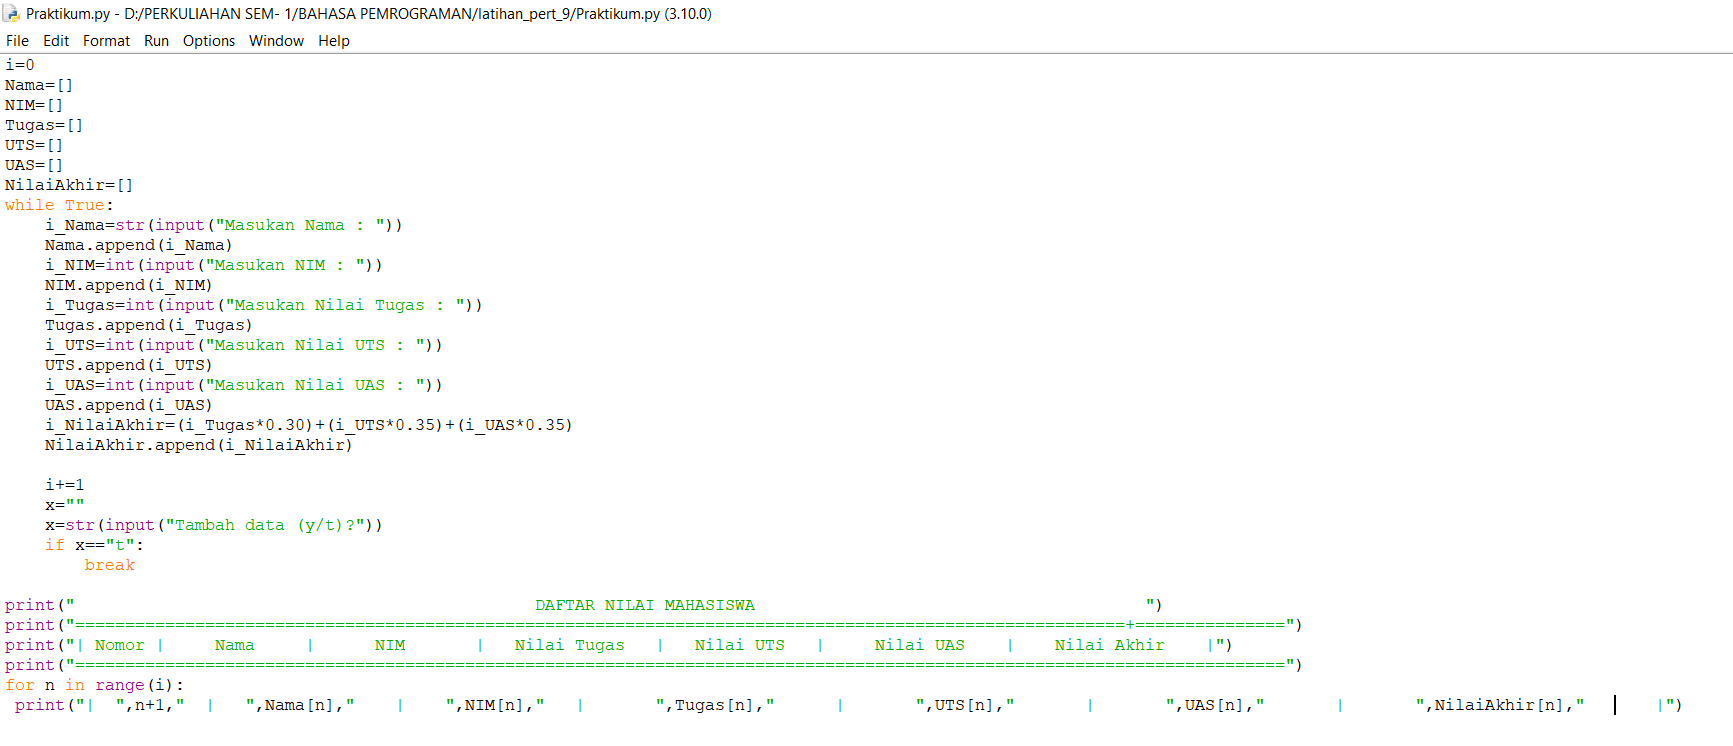 Praktikum.py - D:/PERKULIAHAN SEM- 1/BAHASA PEMROGRAMAN/latihan_pert_9/Praktikum.py (3.10.0)
File Edit Format Run Options Window Help
i=0
Nama=[]
NIM=[]
Tugas=[]
UTS=[]
UAS=[]
NilaiAkhir=[]
while True:
    i_Nama=str(input("Masukan Nama : "))
    Nama.append(i_Nama)
    i_NIM=int(input("Masukan NIM : "))
    NIM.append(i_NIM)
    i_Tugas=int(input("Masukan Nilai Tugas : "))
    Tugas.append(i_Tugas)
    i_UTS=int(input("Masukan Nilai UTS : "))
    UTS.append(i_UTS)
    i_UAS=int(input("Masukan Nilai UAS : "))
    UAS.append(i_UAS)
    i_NilaiAkhir=(i_Tugas*0.30)+(i_UTS*0.35)+(i_UAS*0.35)
    NilaiAkhir.append(i_NilaiAkhir)

    i+=1
    x=""
    x=str(input("Tambah data (y/t)?"))
    if x=="t":
        break

print("                                              DAFTAR NILAI MAHASISWA                                       ")
print("=========================================================================================================+===============")
print("| Nomor |     Nama     |      NIM       |   Nilai Tugas   |   Nilai UTS   |     Nilai UAS    |    Nilai Akhir    |")
print("=========================================================================================================================")
for n in range(i):
 print("|  ",n+1,"  |   ",Nama[n],"    |    ",NIM[n],"   |       ",Tugas[n],"      |       ",UTS[n],"       |       ",UAS[n],"       |       ",NilaiAkhir[n],"       |")